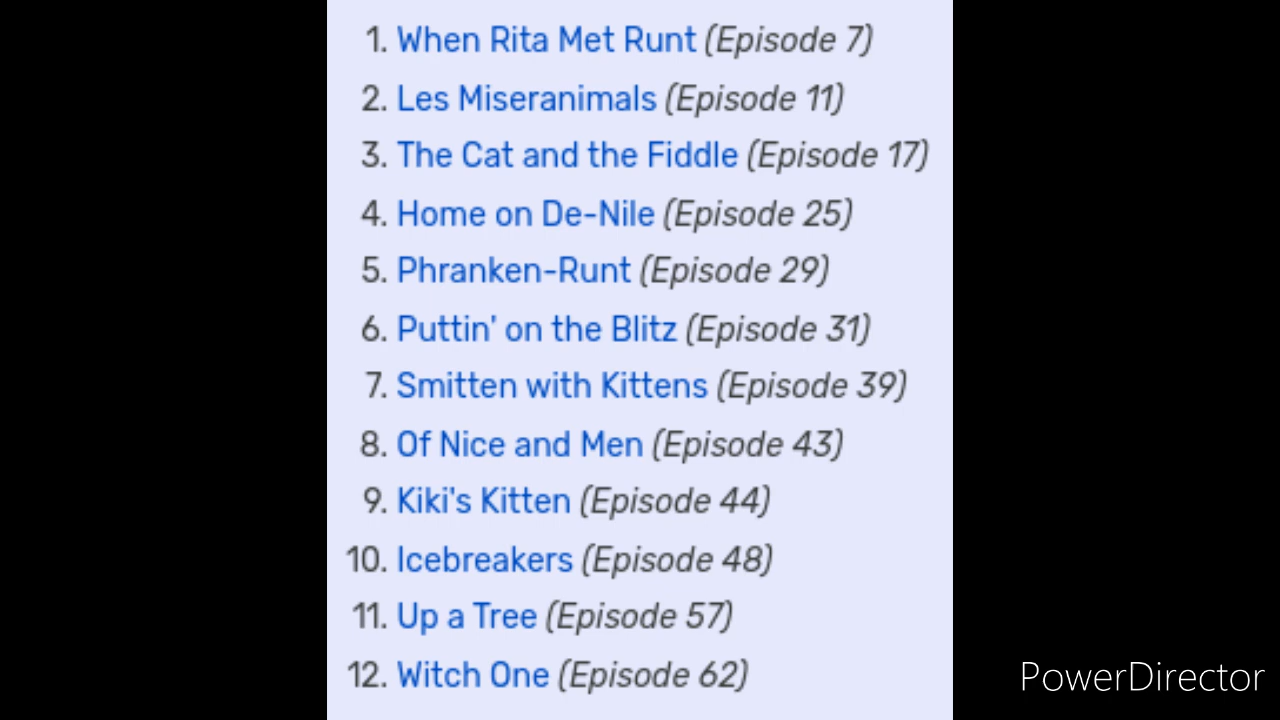 1. When Rita Met Runt (Episode 7)
2. Les Miseranimals (Episode 11)
3. The Cat and the Fiddle (Episode 17)
4. Home on De-Nile (Episode 25)
5. Phranken-Runt (Episode 29)
6. Puttin' on the Blitz (Episode 31)
7. Smitten with Kittens (Episode 39)
8. Of Nice and Men (Episode 43)
9. Kiki's Kitten (Episode 44)
10. Icebreakers (Episode 48)
11. Up a Tree (Episode 57)
12. Witch One (Episode 62)
PowerDirector